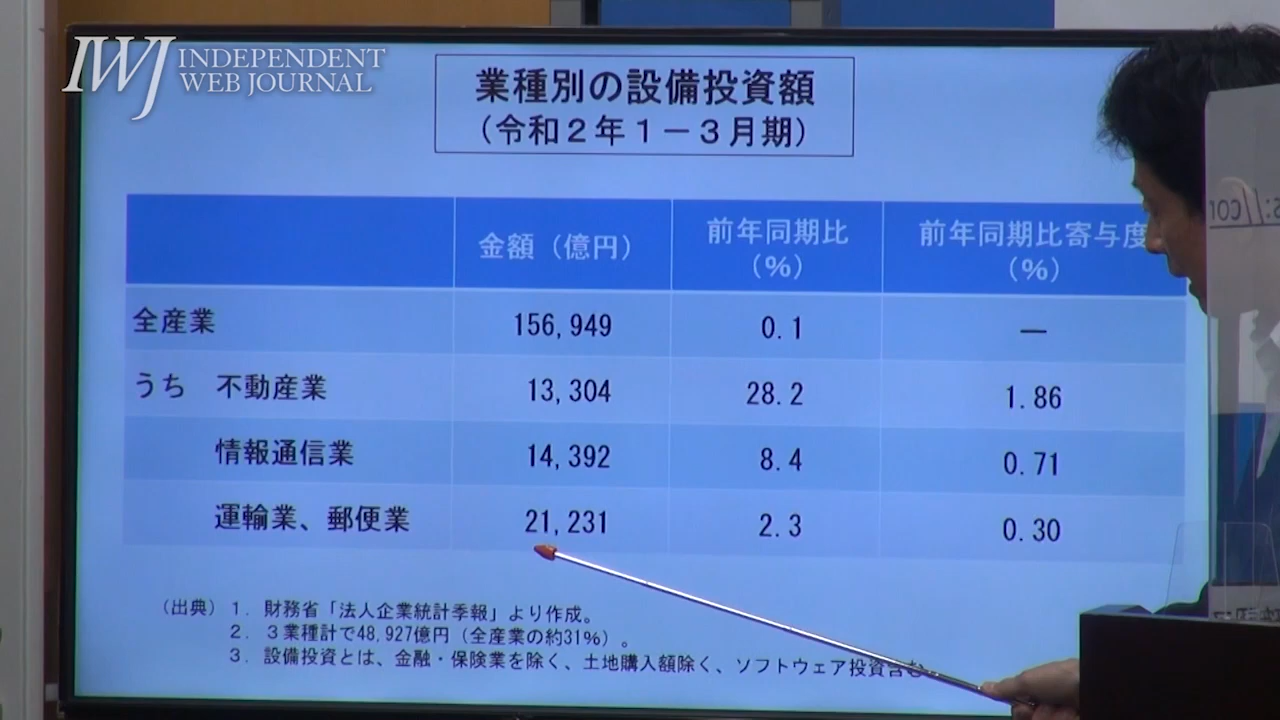 IWJ INDEPENDENT
WEB JOURNAL
業種別の設備投資額
（令和２年１－３月期）
金額（億円） 前年同期比（％） 前年同期比寄与度（％）
全産業 156,949 0.1 ―
うち 不動産業 13,304 28.2 1.86
情報通信業 14,392 8.4 0.71
運輸業、郵便業 21,231 2.3 0.30
（出典）１．財務省「法人企業統計季報」より作成。
２．３業種計で48,927億円（全産業の約31%）。
３．設備投資とは、金融・保険業を除く、土地購入額除く、ソフトウェア投資含む